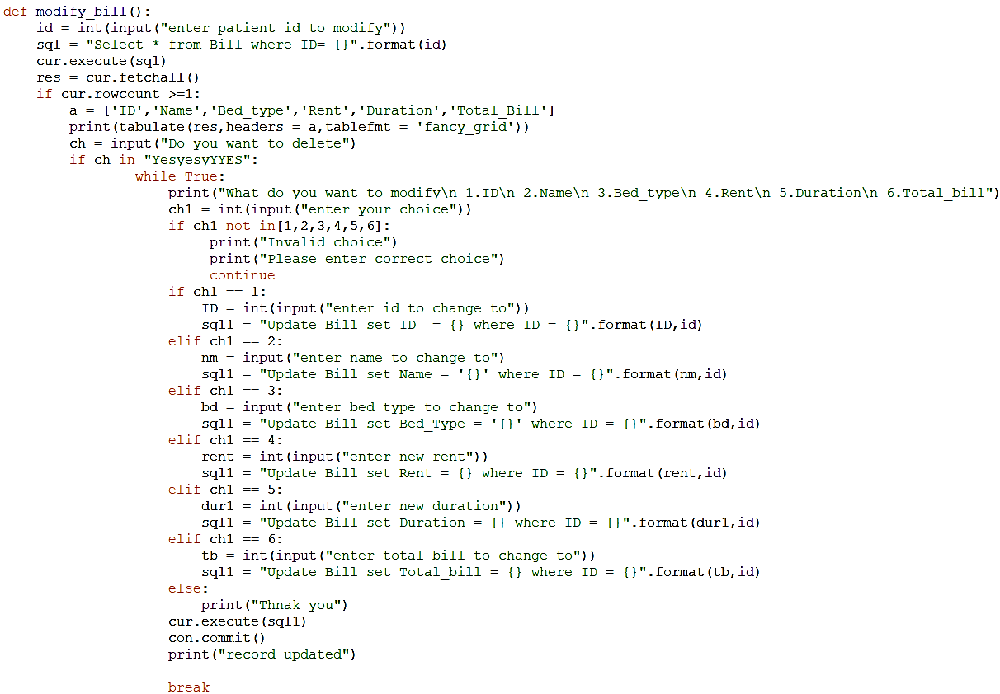 def modify_bill():
    id = int(input("enter patient id to modify"))
    sql = "Select * from Bill where ID= {}".format(id)
    cur.execute(sql)
    res = cur.fetchall()
    if cur.rowcount >=1:
        a = ['ID','Name','Bed_type','Rent','Duration','Total_Bill']
        print(tabulate(res,headers = a,tablefmt = 'fancy_grid'))
        ch = input("Do you want to delete")
        if ch in "YesyesyYYES":
                while True:
                    print("What do you want to modify\n 1.ID\n 2.Name\n 3.Bed_type\n 4.Rent\n 5.Duration\n 6.Total_bill")
                    ch1 = int(input("enter your choice"))
                    if ch1 not in[1,2,3,4,5,6]:
                         print("Invalid choice")
                         print("Please enter correct choice")
                         continue
                    if ch1 == 1:
                        ID = int(input("enter id to change to"))
                        sql1 = "Update Bill set ID  = {} where ID = {}".format(ID,id)
                    elif ch1 == 2:
                        nm = input("enter name to change to")
                        sql1 = "Update Bill set Name = '{}' where ID = {}".format(nm,id)
                    elif ch1 == 3:
                        bd = input("enter bed type to change to")
                        sql1 = "Update Bill set Bed_Type = '{}' where ID = {}".format(bd,id)
                    elif ch1 == 4:
                        rent = int(input("enter new rent"))
                        sql1 = "Update Bill set Rent = {} where ID = {}".format(rent,id)
                    elif ch1 == 5:
                        dur1 = int(input("enter new duration"))
                        sql1 = "Update Bill set Duration = {} where ID = {}".format(dur1,id)
                    elif ch1 == 6:
                        tb = int(input("enter total bill to change to"))
                        sql1 = "Update Bill set Total_bill = {} where ID = {}".format(tb,id)
                    else:
                        print("Thnak you")
                    cur.execute(sql1)
                    con.commit()
                    print("record updated")

                    break